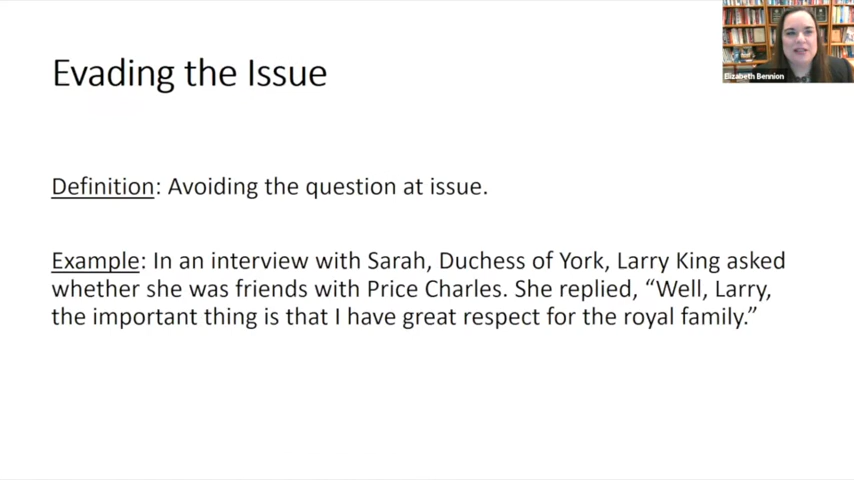 Evading the Issue
Elizabeth Bennion
Definition: Avoiding the question at issue.
Example: In an interview with Sarah, Duchess of York, Larry King asked
whether she was friends with Price Charles. She replied, “Well, Larry,
the important thing is that I have great respect for the royal family.”